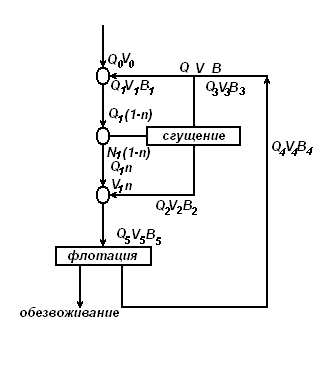 Q0V0
Q V B
Q1V1B1
Q3V3B3
Q1(1-n)
сгущение
N1(1-n)
Q1n
V1n
Q4V4B4
Q2V2B2
Q5V5B5
флотация
обезвоживание